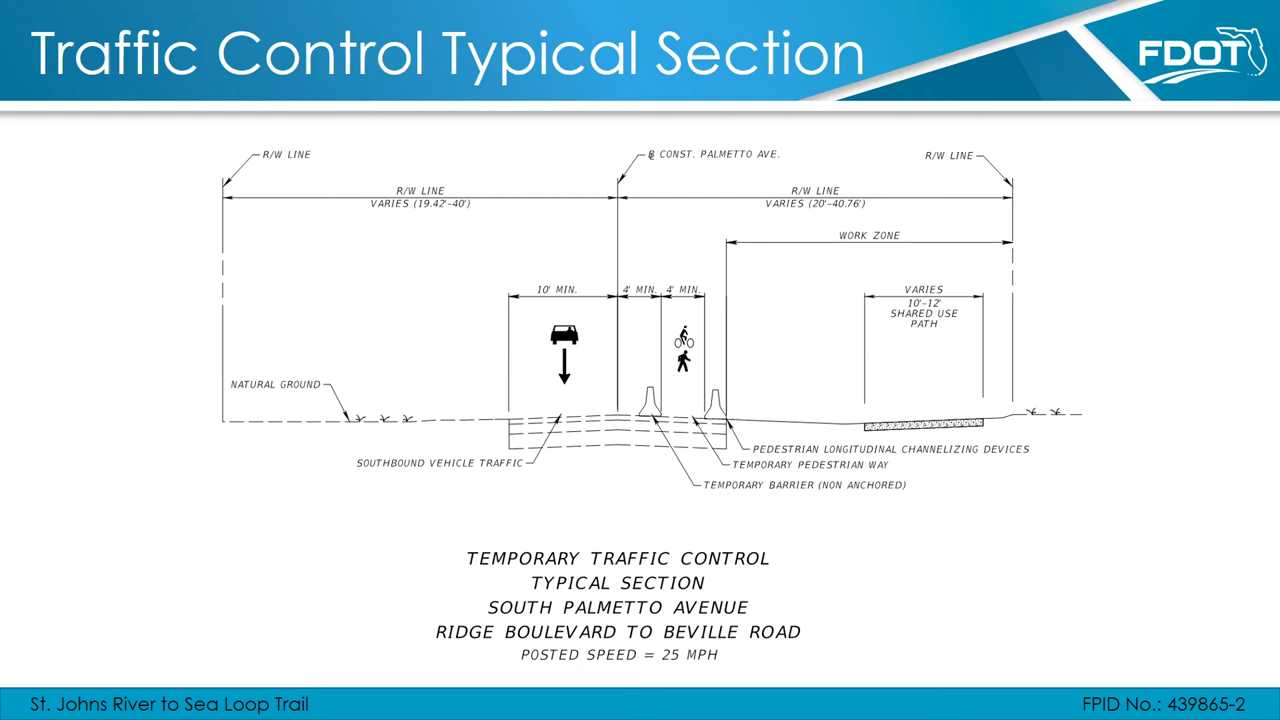 Traffic Control Typical Section
FDOT
R/W LINE
℄ CONST. PALMETTO AVE.
R/W LINE
R/W LINE
VARIES (19.42'-40')
R/W LINE
VARIES (20'-40.76')
WORK ZONE
10' MIN.
4' MIN.
4' MIN.
VARIES
10'-12'
SHARED USE
PATH
NATURAL GROUND
SOUTHBOUND VEHICLE TRAFFIC
PEDESTRIAN LONGITUDINAL CHANNELIZING DEVICES
TEMPORARY PEDESTRIAN WAY
TEMPORARY BARRIER (NON ANCHORED)
TEMPORARY TRAFFIC CONTROL
TYPICAL SECTION
SOUTH PALMETTO AVENUE
RIDGE BOULEVARD TO BEVILLE ROAD
POSTED SPEED = 25 MPH
St. Johns River to Sea Loop Trail
FPID No.: 439865-2